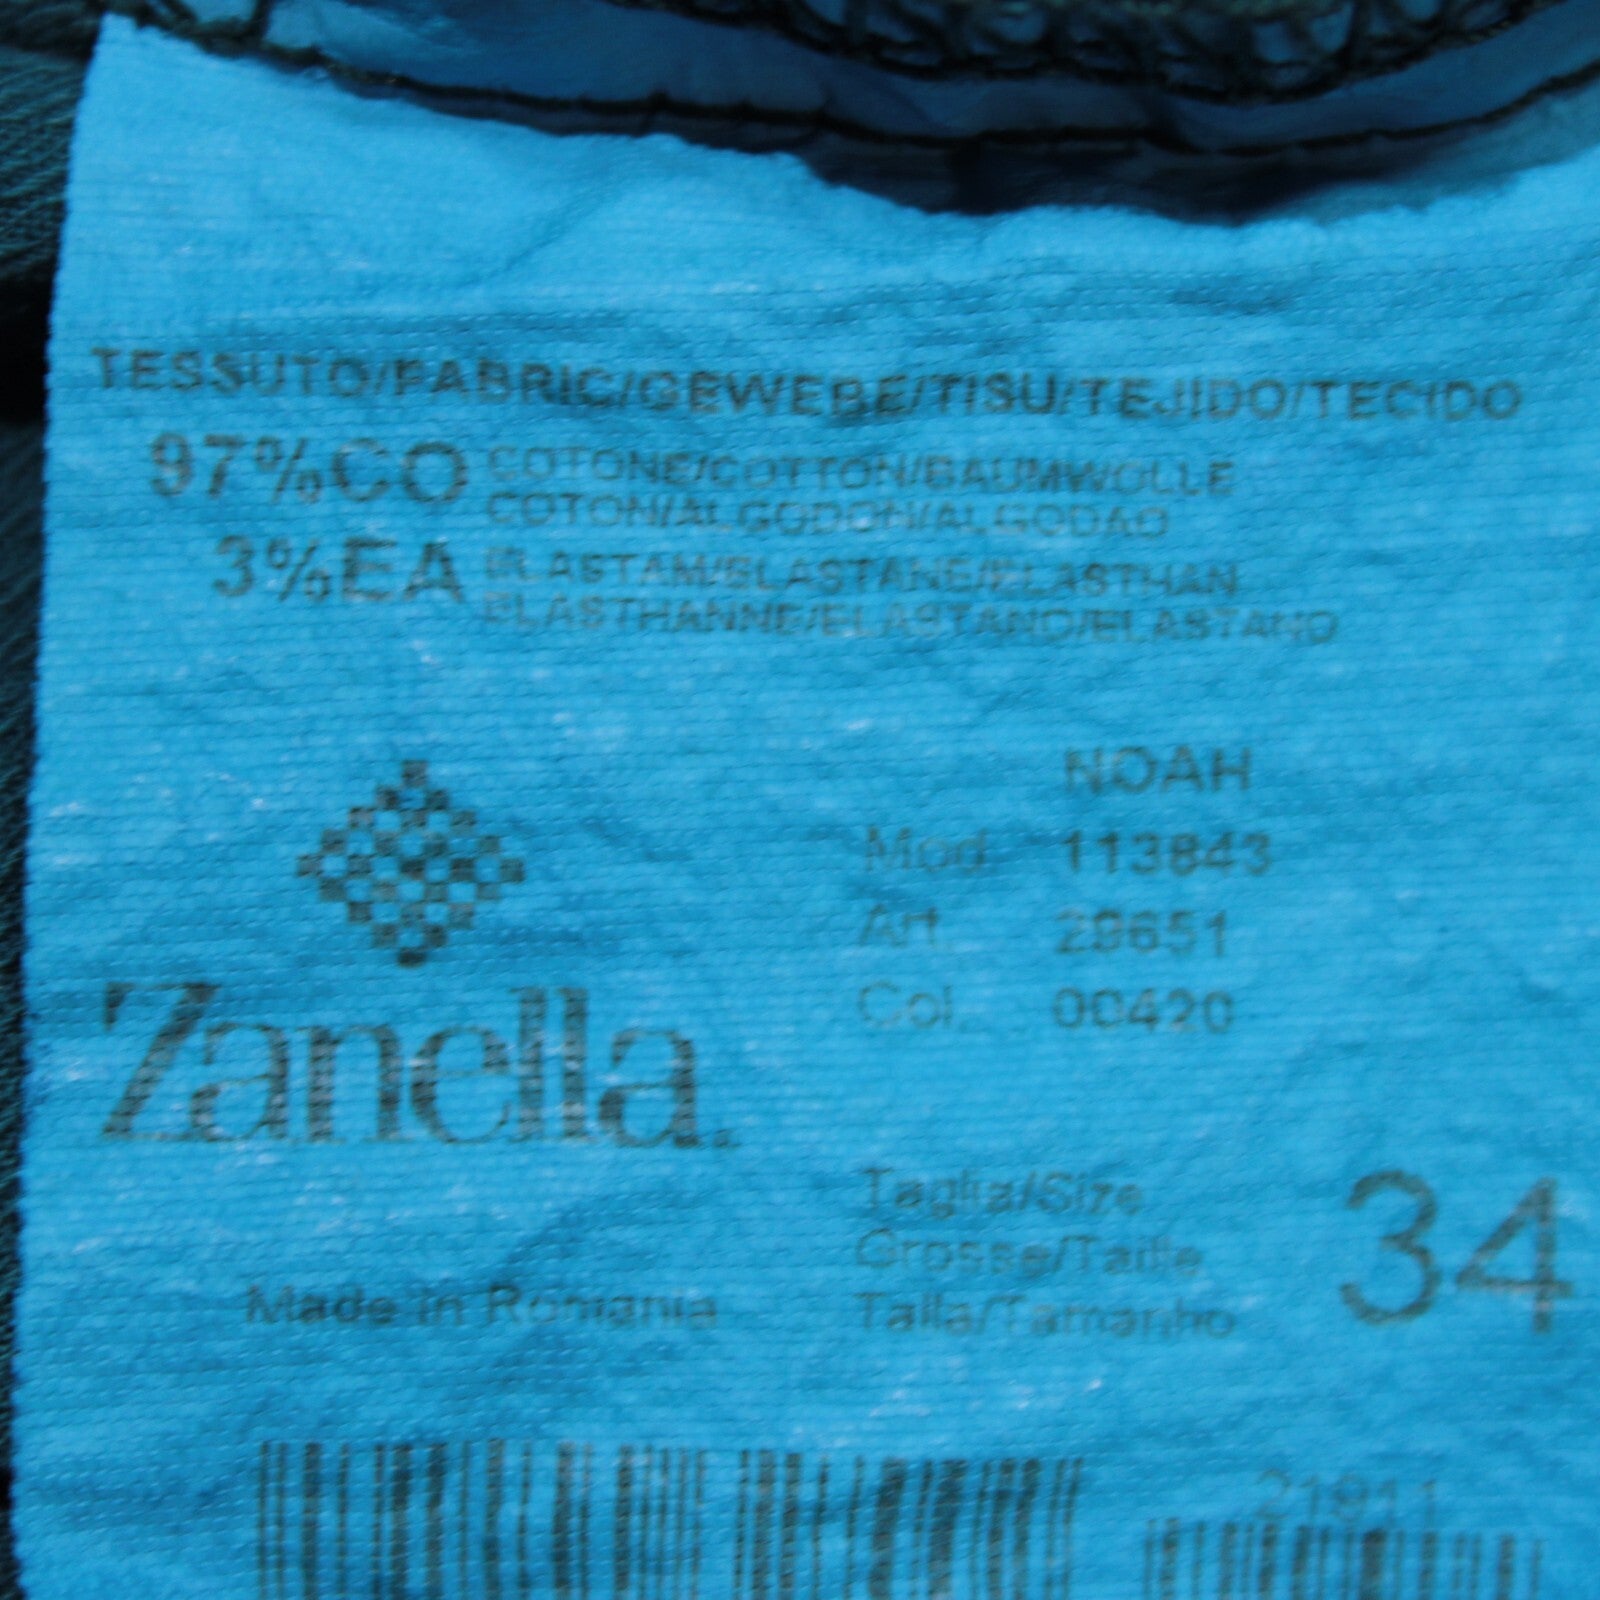 TESSUTO/FABRIC/GEWEBE/TISU/TEJIDO/TECIDO
97%CO COTONE/COTTON/BAUMWOLLE
COTON/ALGODON/ALGODAO
3%EA ELASTAM/ELASTANE/ELASTHAN
ELASTHANNE/ELASTANO/ELASTANO
NOAH
Mod. 113843
Art. 29651
Col. 00420
Zanella.
Made in Romania
Taglia/Size
Grosse/Taille
Talla/Tamanho
34
21911